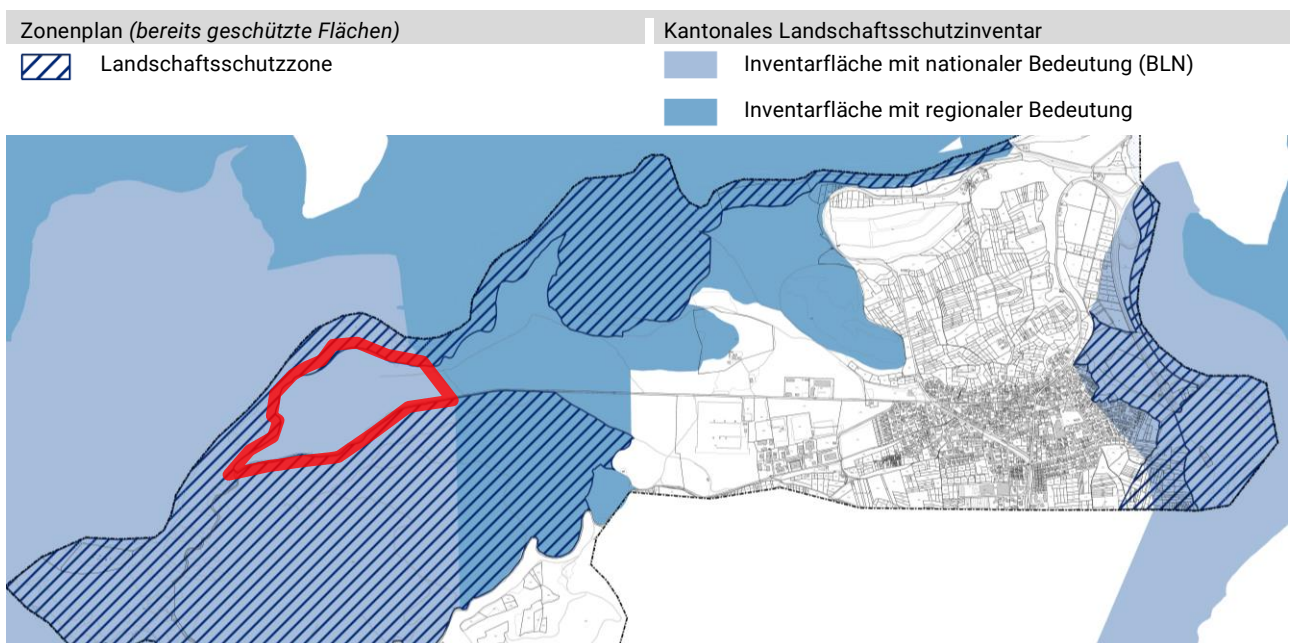 Zonenplan (bereits geschützte Flächen)
Landschaftsschutzzone
Kantonales Landschaftsschutzinventar
Inventarfläche mit nationaler Bedeutung (BLN)
Inventarfläche mit regionaler Bedeutung